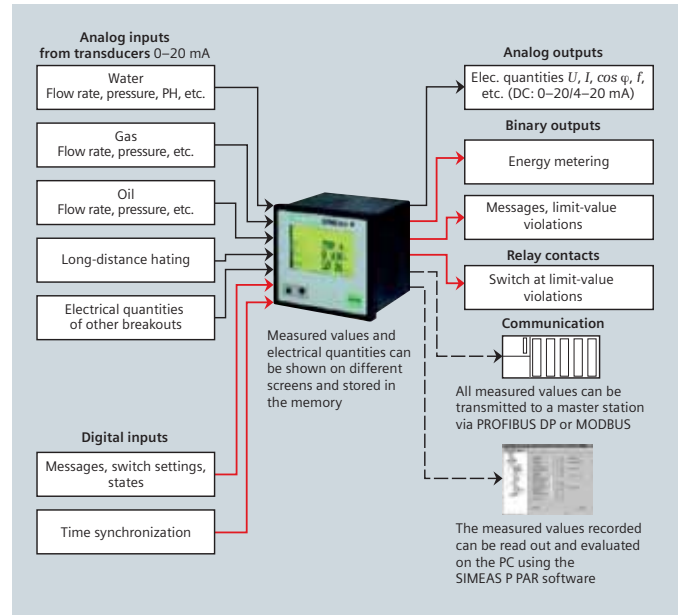 Analog inputs
from transducers 0–20 mA
Water
Flow rate, pressure, PH, etc.
Gas
Flow rate, pressure, etc.
Oil
Flow rate, pressure, etc.
Long-distance hating
Electrical quantities
of other breakouts
Digital inputs
Messages, switch settings,
states
Time synchronization
SIMEAS P
Measured values and
electrical quantities can
be shown on different
screens and stored in
the memory
Analog outputs
Elec. quantities U, I, cos φ, f,
etc. (DC: 0–20/4–20 mA)
Binary outputs
Energy metering
Messages, limit-value
violations
Relay contacts
Switch at limit-value
violations
Communication
All measured values can be
transmitted to a master station
via PROFIBUS DP or MODBUS
The measured values recorded
can be read out and evaluated
on the PC using the
SIMEAS P PAR software